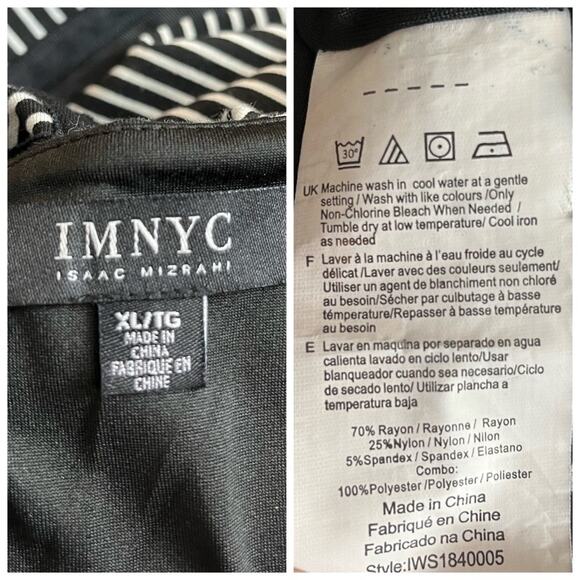 IMNYC
ISAAC MIZRAHI
XL/TG
MADE IN
CHINA
FABRIQUE EN
CHINE
30°
UK Machine wash in cool water at a gentle
setting / Wash with like colours /Only
Non-Chlorine Bleach When Needed /
Tumble dry at low temperature/ Cool iron
as needed
F Laver à la machine à l'eau froide au cycle
délicat /Laver avec des couleurs seulement/
Utiliser un agent de blanchiment non chloré
au besoin/Sécher par culbutage à basse
témperature/Repasser à basse température
au besoin
E Lavar en maquina por separado en agua
calienta lavado en ciclo lento/Usar
blanqueador cuando sea necesario/Ciclo
de secado lento/ Utilizar plancha a
temperatura baja
70% Rayon / Rayonne / Rayon
25%Nylon / Nylon / Nilon
5%Spandex / Spandex / Elastano
Combo:
100%Polyester /Polyester / Poliester
Made in China
Fabriqué en Chine
Fabricado na China
Style:IWS1840005